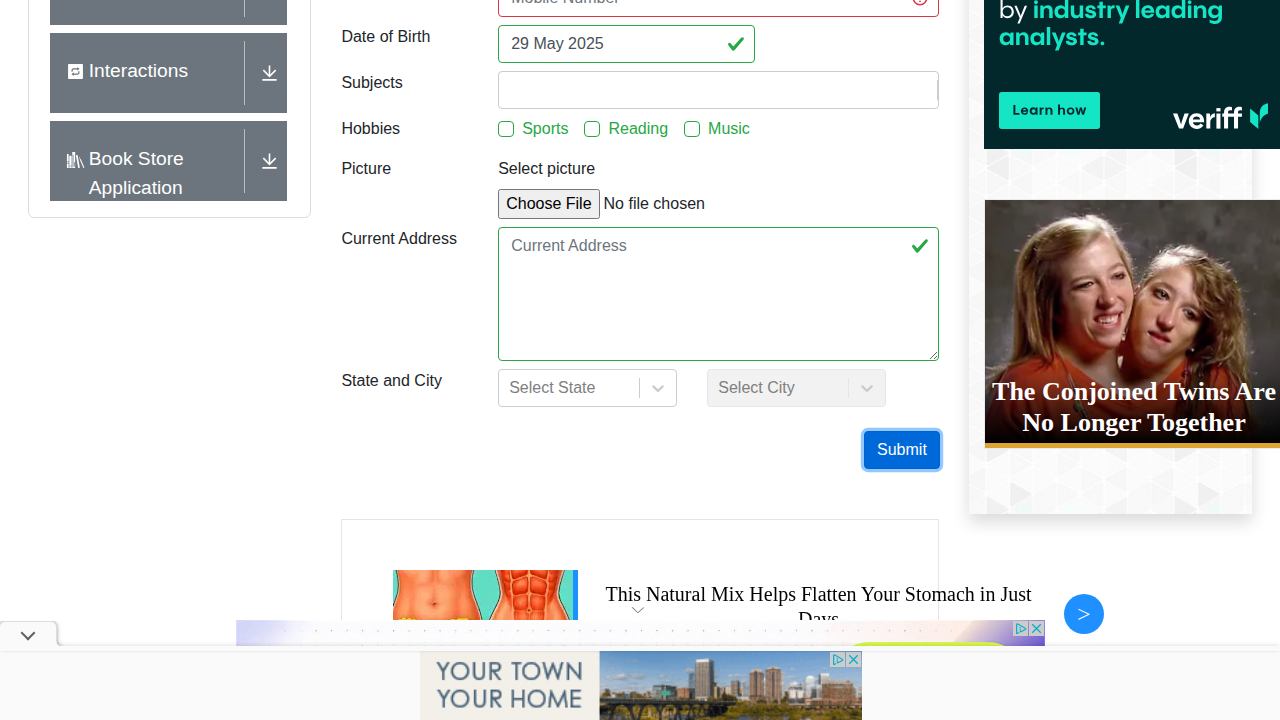 Mobile Number
Date of Birth
29 May 2025
Subjects
Hobbies
Sports
Reading
Music
Picture
Select picture
Choose File No file chosen
Current Address
Current Address
State and City
Select State
Select City
Submit
Interactions
Book Store
Application
by industry leading
analysts.
Learn how
veriff
The Conjoined Twins Are
No Longer Together
This Natural Mix Helps Flatten Your Stomach in Just
Days
>
YOUR TOWN
YOUR HOME